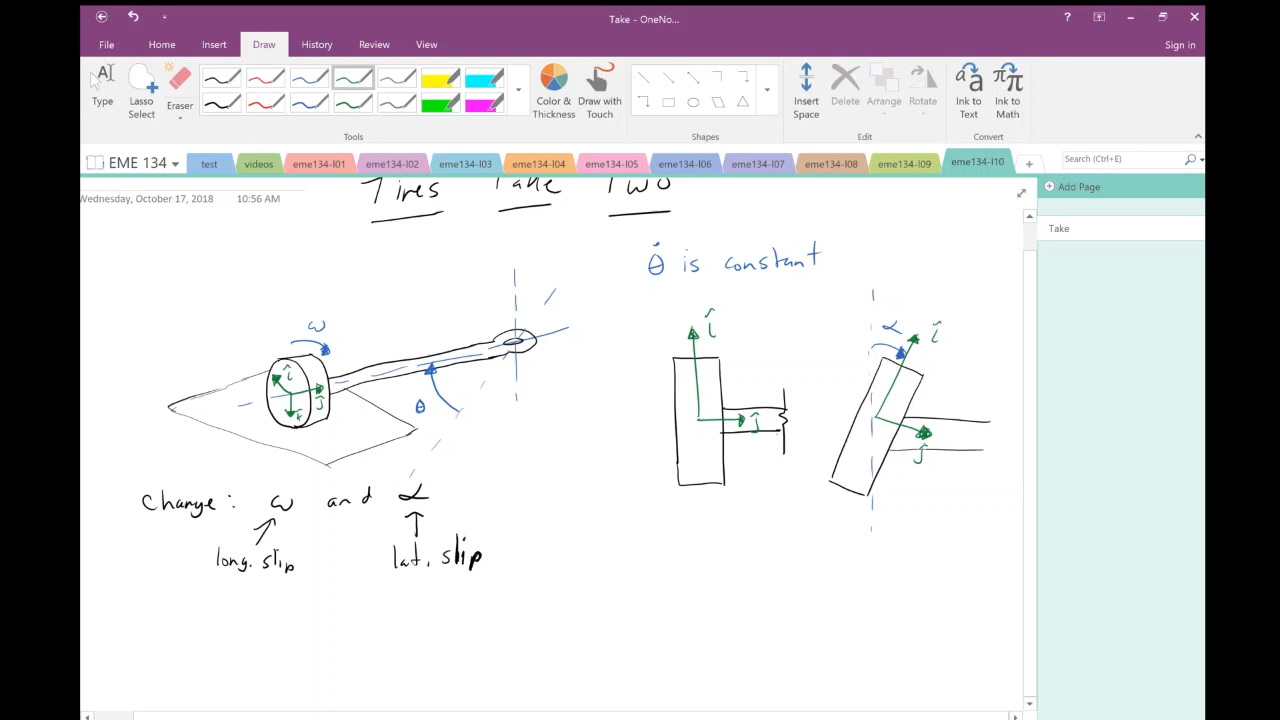 Take - OneNo...
File Home Insert Draw History Review View
Sign in
Type
Lasso Select
Eraser
Color & Thickness
Draw with Touch
Insert Space
Delete
Arrange
Rotate
Ink to Text
Ink to Math
Tools
Shapes
Edit
Convert
EME 134
test videos eme134-l01 eme134-l02 eme134-l03 eme134-l04 eme134-l05 eme134-l06 eme134-l07 eme134-l08 eme134-l09 eme134-l10
Search (Ctrl+E)
Add Page
Take
Tires Take Two
Wednesday, October 17, 2018 10:56 AM
θ̇ is constant
ω
θ
î
ĵ
k̂
î
ĵ
α
î
ĵ
Change: ω and α
long. slip
lat. slip